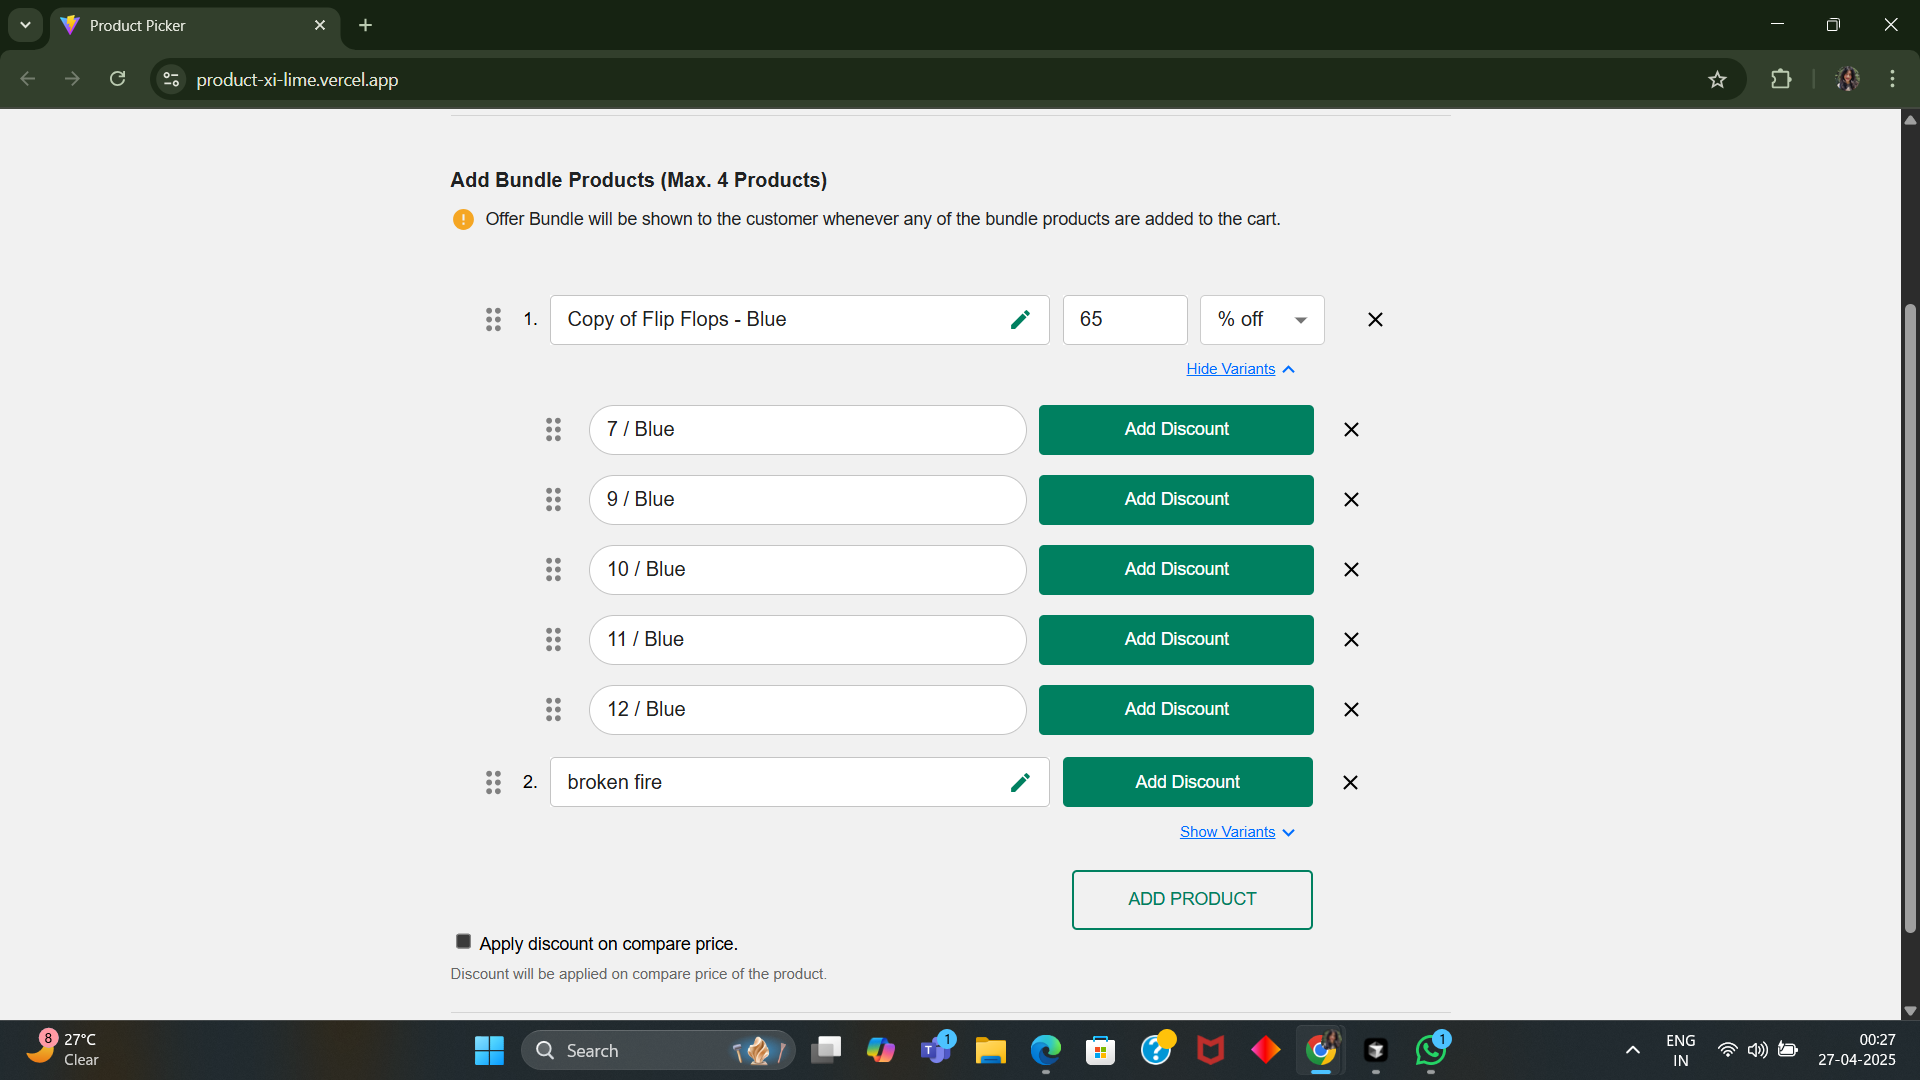 Product Picker
product-xi-lime.vercel.app
Add Bundle Products (Max. 4 Products)
! Offer Bundle will be shown to the customer whenever any of the bundle products are added to the cart.
1. Copy of Flip Flops - Blue 65 % off
Hide Variants
7 / Blue Add Discount
9 / Blue Add Discount
10 / Blue Add Discount
11 / Blue Add Discount
12 / Blue Add Discount
2. broken fire Add Discount
Show Variants
ADD PRODUCT
Apply discount on compare price.
Discount will be applied on compare price of the product.
8 27°C
Clear
Search
T 1
?
1
ENG
IN
00:27
27-04-2025